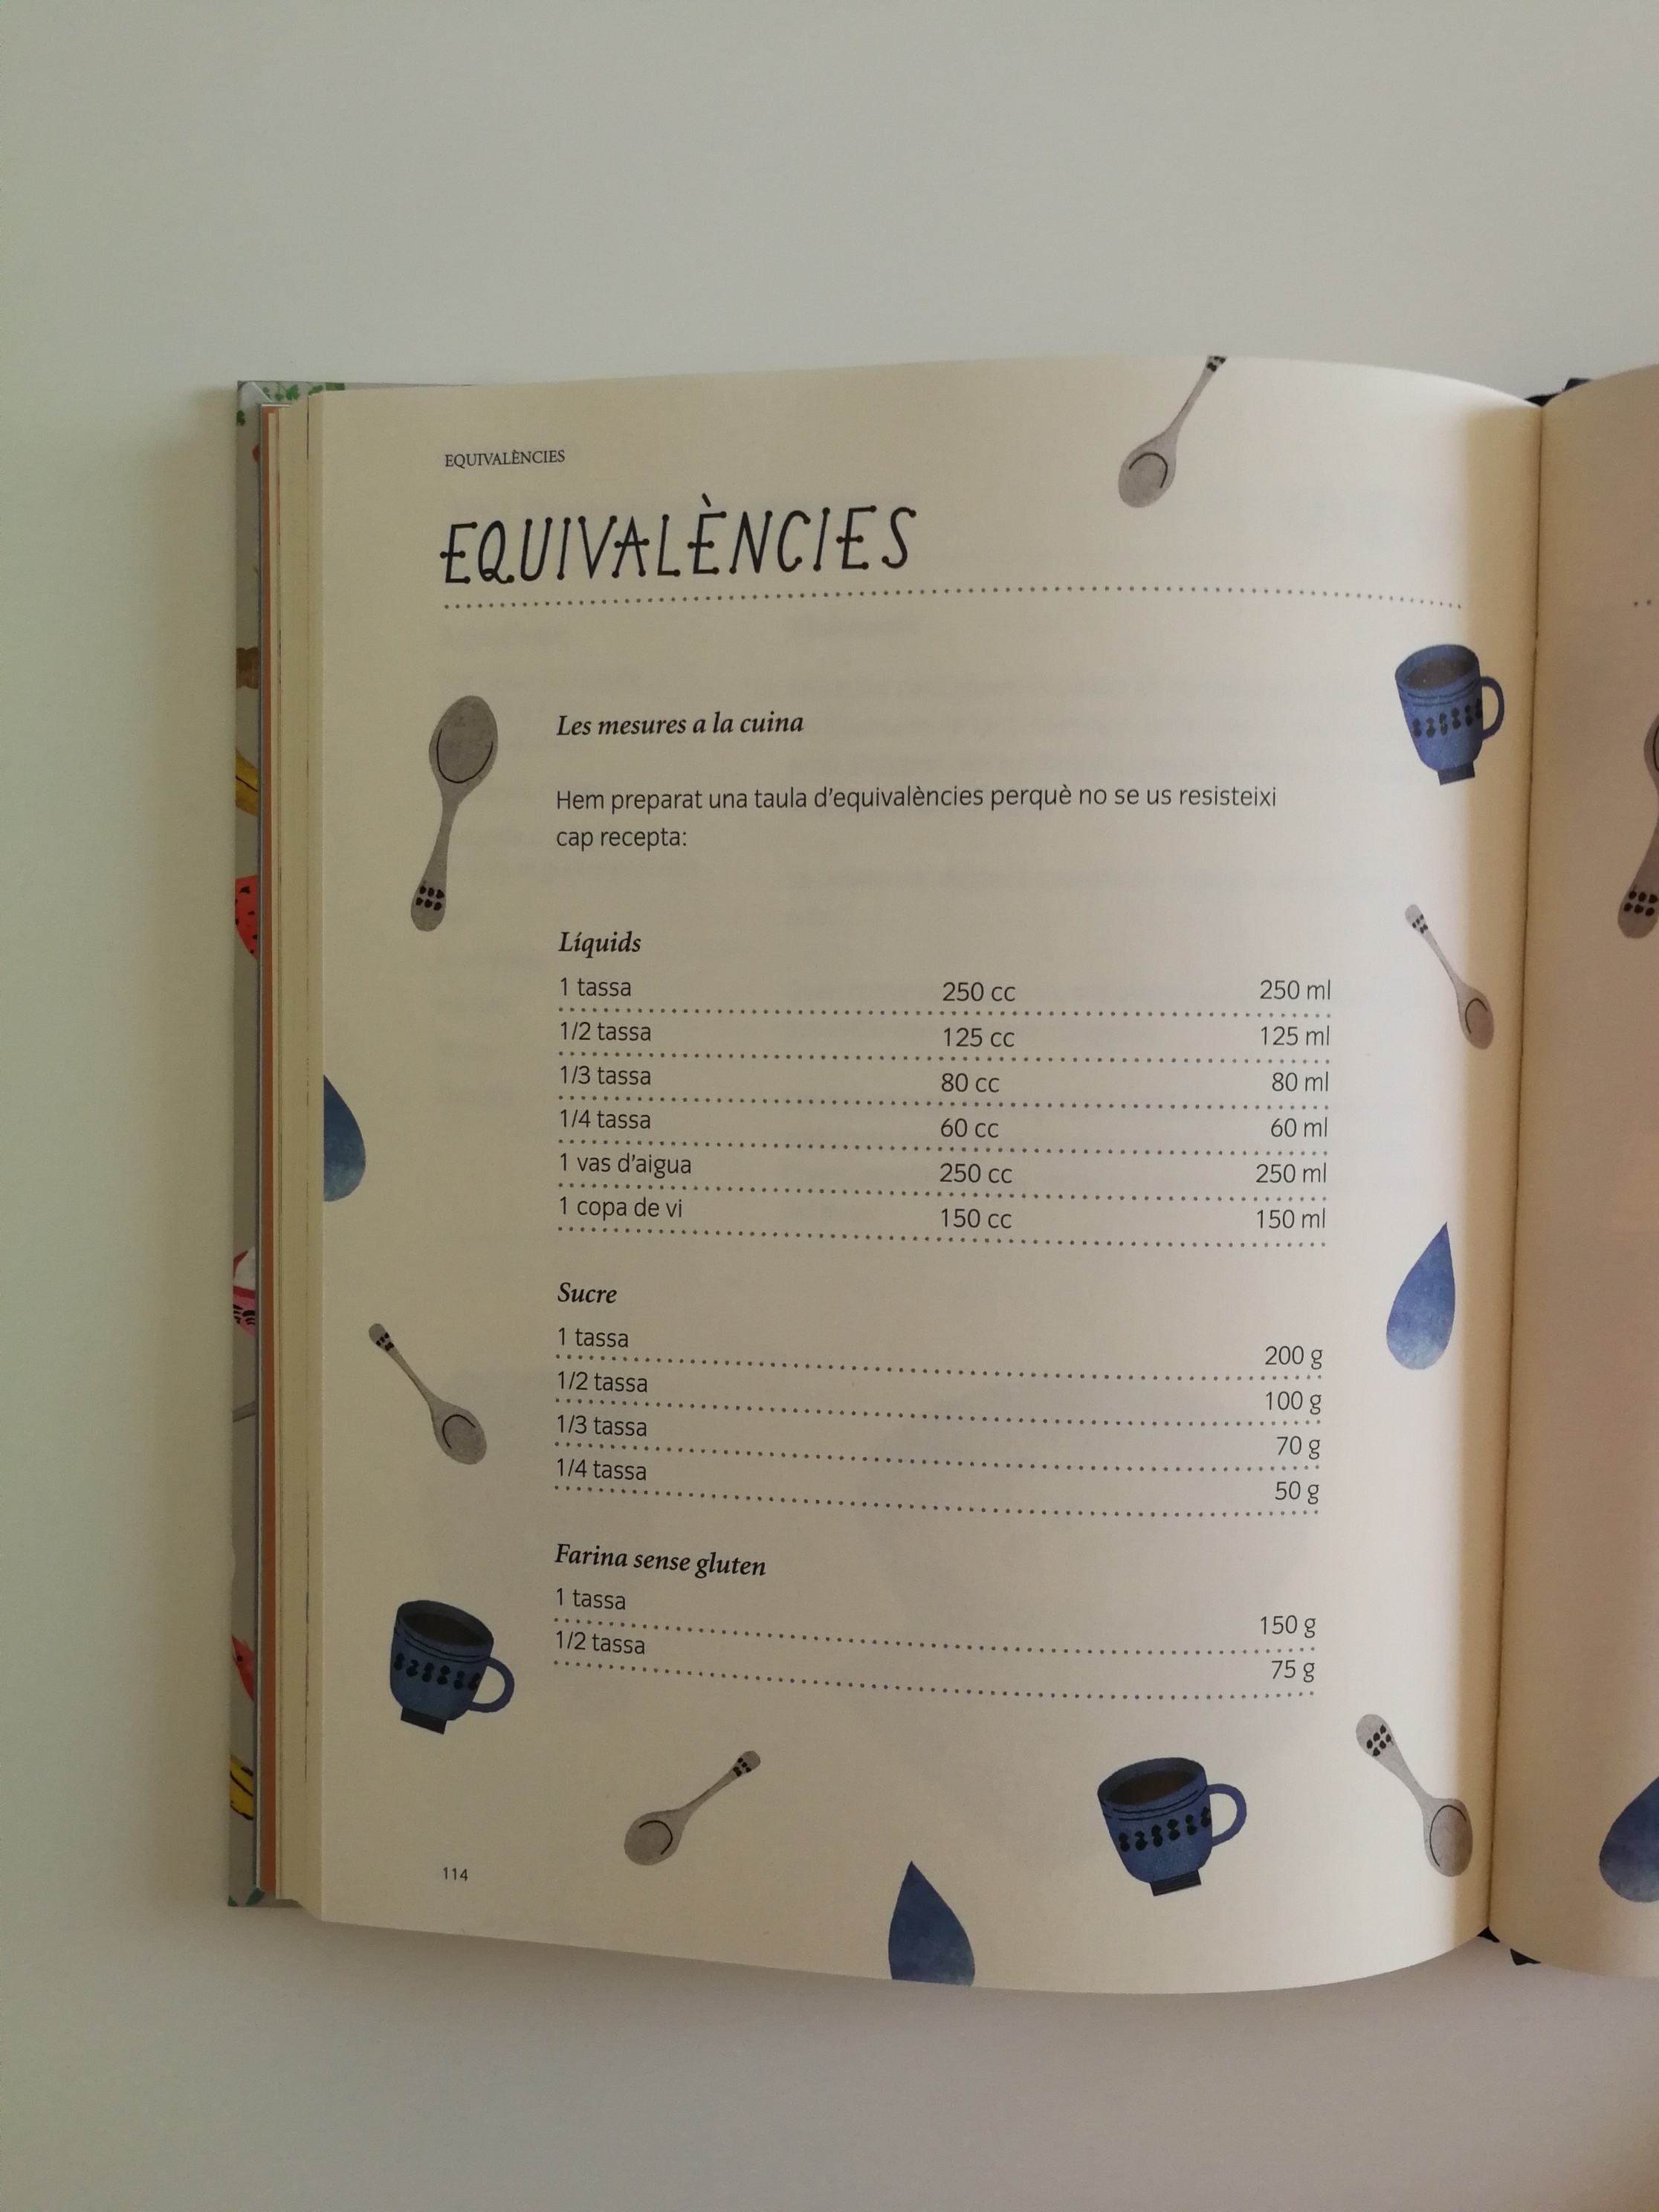 EQUIVALÈNCIES
EQUIVALÈNCIES
Les mesures a la cuina
Hem preparat una taula d'equivalències perquè no se us resisteixi
cap recepta:
Líquids
1 tassa 250 cc 250 ml
1/2 tassa 125 cc 125 ml
1/3 tassa 80 cc 80 ml
1/4 tassa 60 cc 60 ml
1 vas d'aigua 250 cc 250 ml
1 copa de vi 150 cc 150 ml
Sucre
1 tassa 200 g
1/2 tassa 100 g
1/3 tassa 70 g
1/4 tassa 50 g
Farina sense gluten
1 tassa 150 g
1/2 tassa 75 g
114